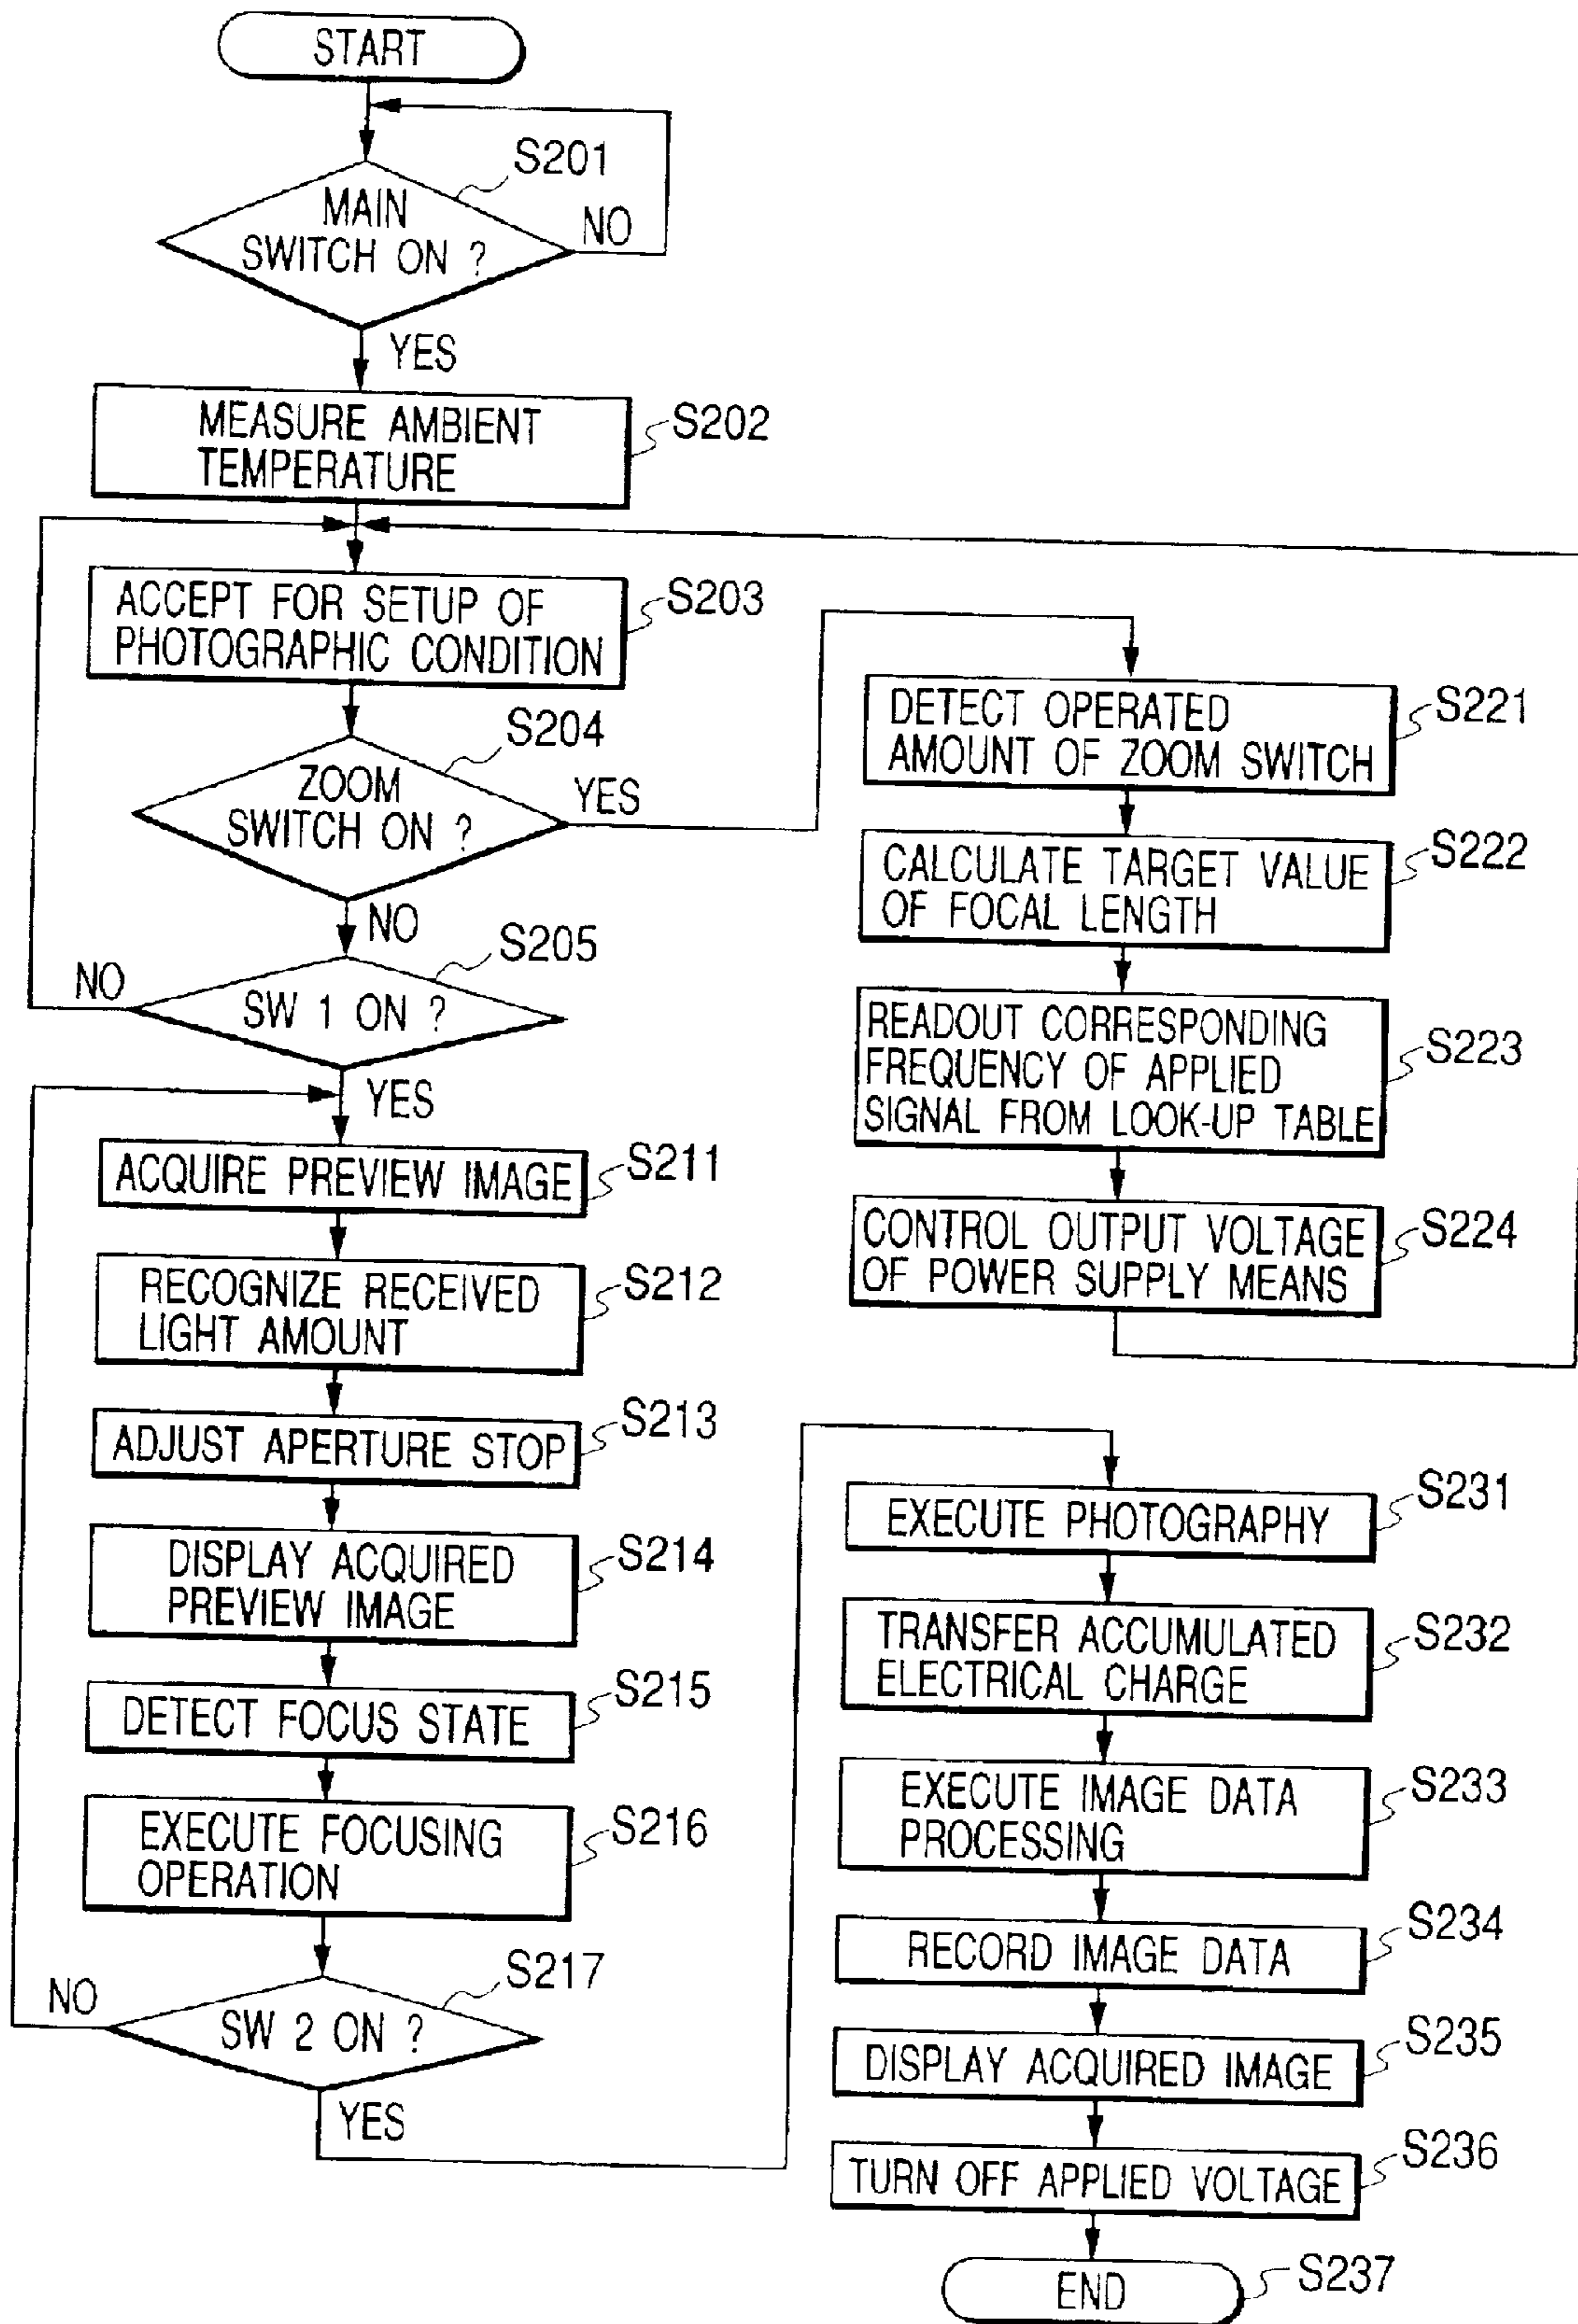 START
S201
MAIN
SWITCH ON ?
NO
YES
MEASURE AMBIENT
TEMPERATURE
S202
ACCEPT FOR SETUP OF
PHOTOGRAPHIC CONDITION
S203
S204
ZOOM
SWITCH ON ?
YES
NO
S205
NO
SW 1 ON ?
YES
ACQUIRE PREVIEW IMAGE
S211
RECOGNIZE RECEIVED
LIGHT AMOUNT
S212
ADJUST APERTURE STOP
S213
DISPLAY ACQUIRED
PREVIEW IMAGE
S214
DETECT FOCUS STATE
S215
EXECUTE FOCUSING
OPERATION
S216
S217
NO
SW 2 ON ?
YES
DETECT OPERATED
AMOUNT OF ZOOM SWITCH
S221
CALCULATE TARGET VALUE
OF FOCAL LENGTH
S222
READOUT CORRESPONDING
FREQUENCY OF APPLIED
SIGNAL FROM LOOK-UP TABLE
S223
CONTROL OUTPUT VOLTAGE
OF POWER SUPPLY MEANS
S224
EXECUTE PHOTOGRAPHY
S231
TRANSFER ACCUMULATED
ELECTRICAL CHARGE
S232
EXECUTE IMAGE DATA
PROCESSING
S233
RECORD IMAGE DATA
S234
DISPLAY ACQUIRED IMAGE
S235
TURN OFF APPLIED VOLTAGE
S236
END
S237